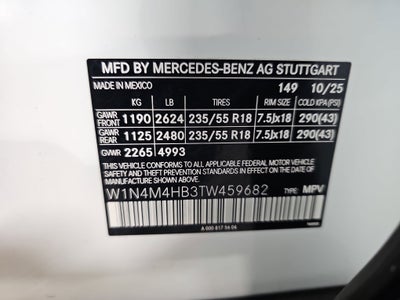 MFD BY MERCEDES-BENZ AG STUTTGART
MADE IN MEXICO 149 10/25
KG LB TIRES RIM SIZE COLD KPA(PSI)
GAWR FRONT 1190 2624 235/55 R18 7.5Jx18 290(43)
GAWR REAR 1125 2480 235/55 R18 7.5Jx18 290(43)
GVWR 2265 4993
THIS VEHICLE CONFORMS TO ALL APPLICABLE FEDERAL MOTOR
VEHICLE SAFETY AND THEFT PREVENTION STANDARDS IN EFFECT
ON THE DATE OF MANUFACTURE SHOWN ABOVE.
W1N4M4HB3TW459682 TYPE: MPV
A 000 817 56 06